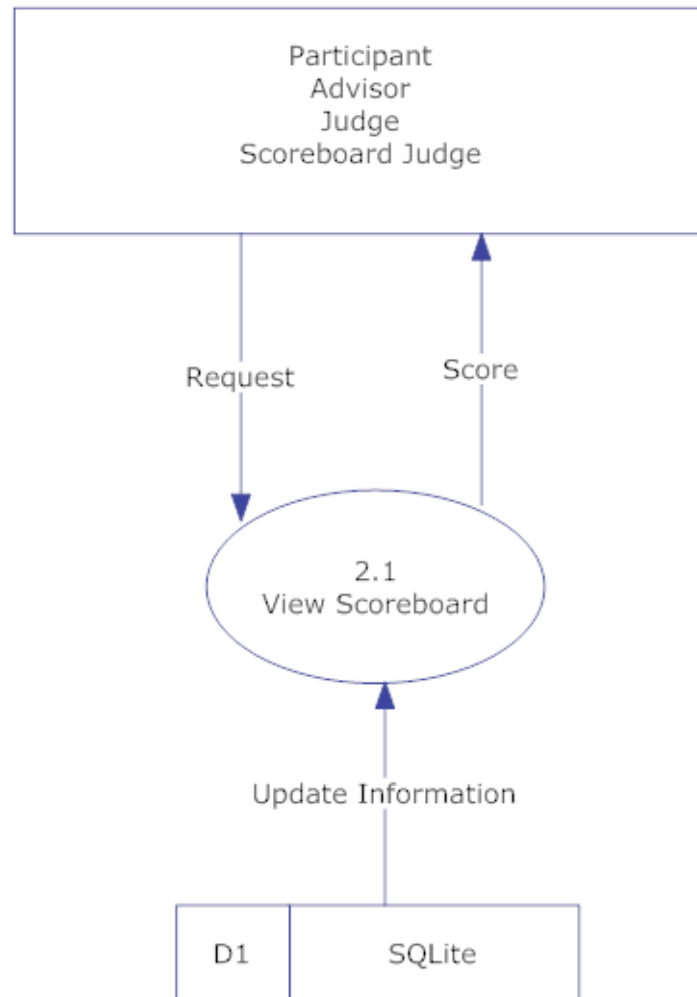 Participant
Advisor
Judge
Scoreboard Judge
Request
Score
2.1
View Scoreboard
Update Information
D1
SQLite